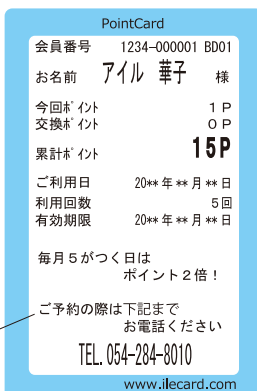 PointCard
会員番号 1234-000001 BD01
お名前 アイル 華子 様
今回ﾎﾟｲﾝﾄ 1P
交換ﾎﾟｲﾝﾄ 0P
累計ﾎﾟｲﾝﾄ 15P
ご利用日 20**年**月**日
利用回数 5回
有効期限 20**年**月**日
毎月５がつく日は
ポイント２倍！
ご予約の際は下記まで
お電話ください
TEL.054-284-8010
www.ilecard.com